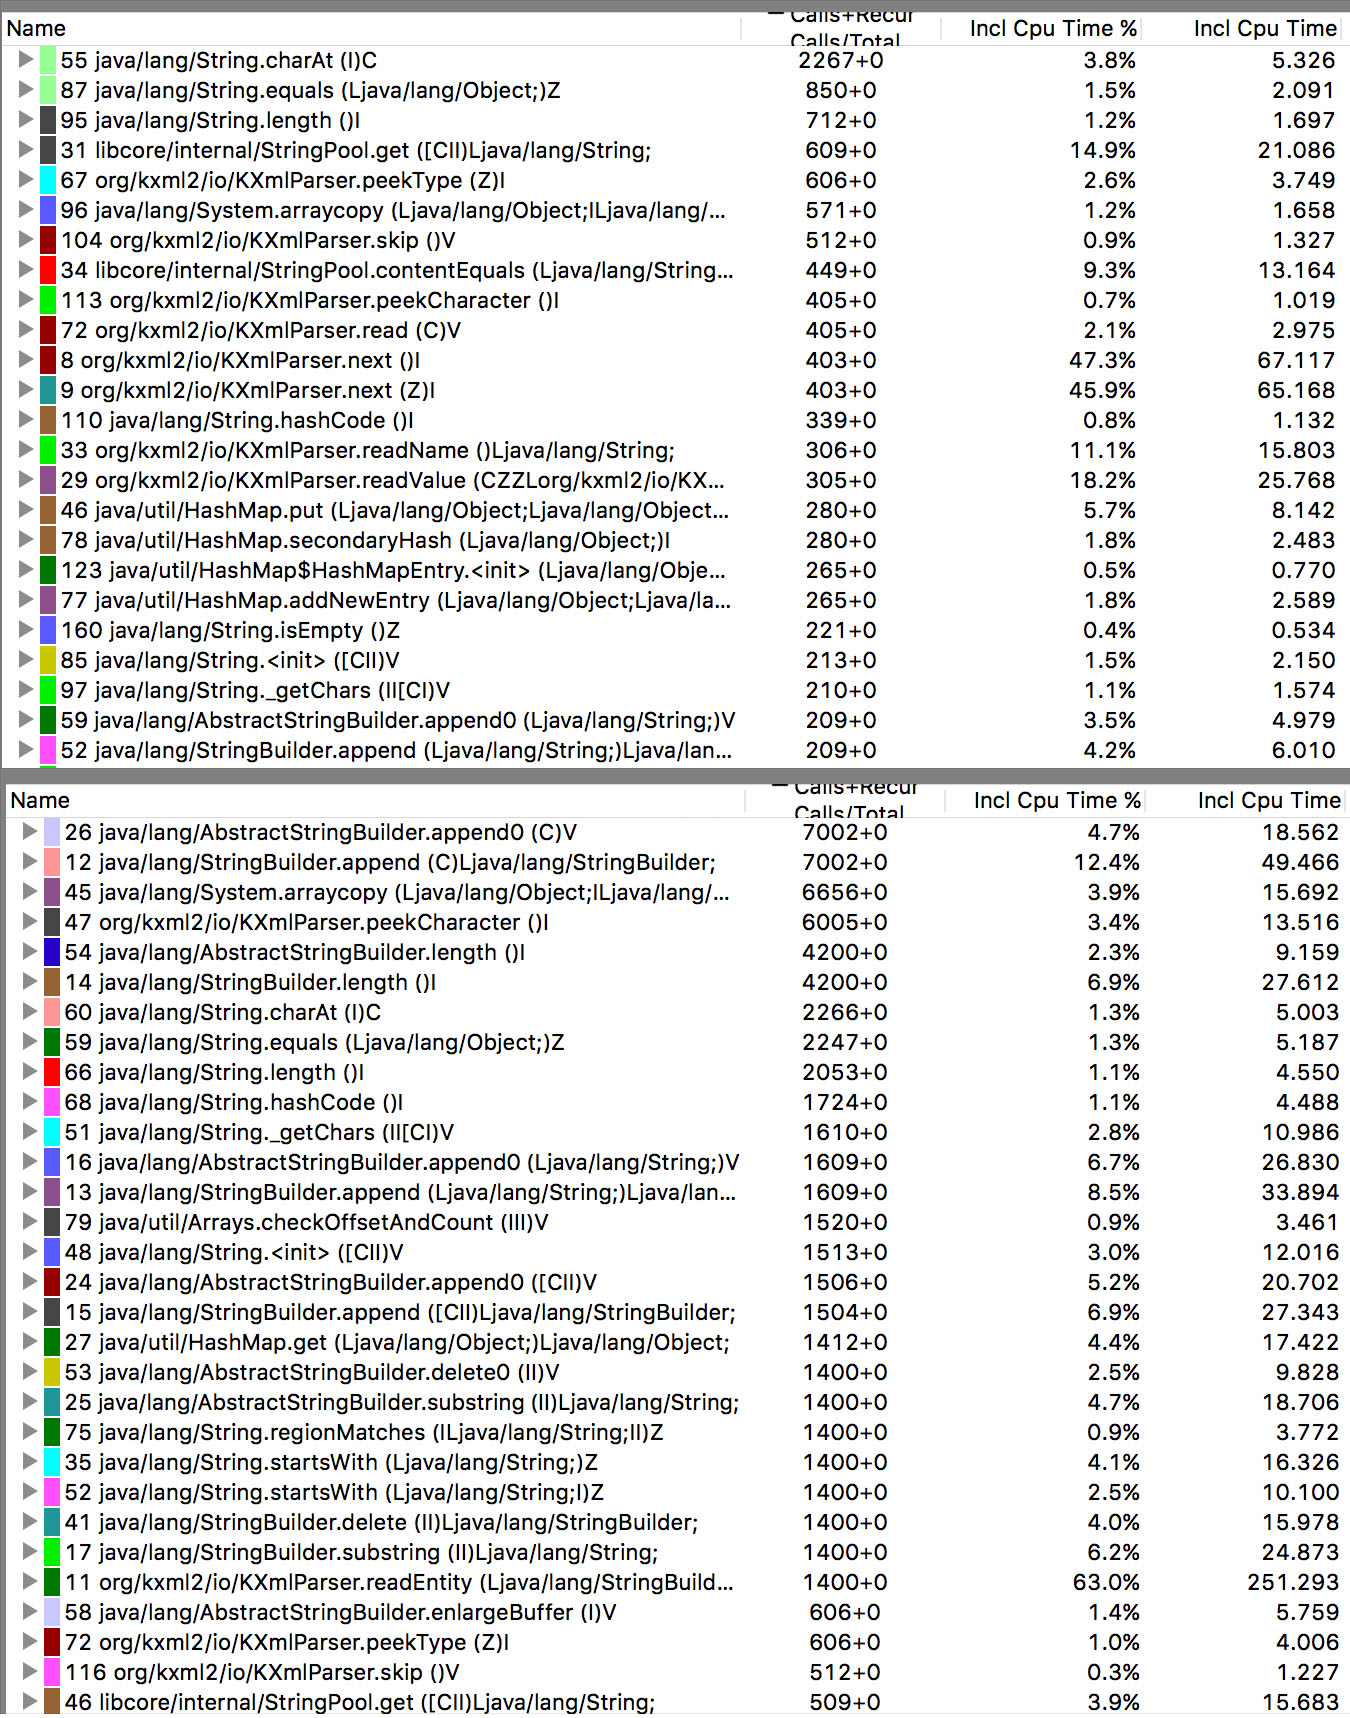 Name Calls+Recur Incl Cpu Time % Incl Cpu Time
Calls/Total
55 java/lang/String.charAt (I)C 2267+0 3.8% 5.326
87 java/lang/String.equals (Ljava/lang/Object;)Z 850+0 1.5% 2.091
95 java/lang/String.length ()I 712+0 1.2% 1.697
31 libcore/internal/StringPool.get ([CII)Ljava/lang/String; 609+0 14.9% 21.086
67 org/kxml2/io/KXmlParser.peekType (Z)I 606+0 2.6% 3.749
96 java/lang/System.arraycopy (Ljava/lang/Object;ILjava/lang/... 571+0 1.2% 1.658
104 org/kxml2/io/KXmlParser.skip ()V 512+0 0.9% 1.327
34 libcore/internal/StringPool.contentEquals (Ljava/lang/String... 449+0 9.3% 13.164
113 org/kxml2/io/KXmlParser.peekCharacter ()I 405+0 0.7% 1.019
72 org/kxml2/io/KXmlParser.read (C)V 405+0 2.1% 2.975
8 org/kxml2/io/KXmlParser.next ()I 403+0 47.3% 67.117
9 org/kxml2/io/KXmlParser.next (Z)I 403+0 45.9% 65.168
110 java/lang/String.hashCode ()I 339+0 0.8% 1.132
33 org/kxml2/io/KXmlParser.readName ()Ljava/lang/String; 306+0 11.1% 15.803
29 org/kxml2/io/KXmlParser.readValue (CZZLorg/kxml2/io/KX... 305+0 18.2% 25.768
46 java/util/HashMap.put (Ljava/lang/Object;Ljava/lang/Object... 280+0 5.7% 8.142
78 java/util/HashMap.secondaryHash (Ljava/lang/Object;)I 280+0 1.8% 2.483
123 java/util/HashMap$HashMapEntry.<init> (Ljava/lang/Obje... 265+0 0.5% 0.770
77 java/util/HashMap.addNewEntry (Ljava/lang/Object;Ljava/la... 265+0 1.8% 2.589
160 java/lang/String.isEmpty ()Z 221+0 0.4% 0.534
85 java/lang/String.<init> ([CII)V 213+0 1.5% 2.150
97 java/lang/String._getChars (II[CI)V 210+0 1.1% 1.574
59 java/lang/AbstractStringBuilder.append0 (Ljava/lang/String;)V 209+0 3.5% 4.979
52 java/lang/StringBuilder.append (Ljava/lang/String;)Ljava/lan... 209+0 4.2% 6.010
Name Calls+Recur Incl Cpu Time % Incl Cpu Time
Calls/Total
26 java/lang/AbstractStringBuilder.append0 (C)V 7002+0 4.7% 18.562
12 java/lang/StringBuilder.append (C)Ljava/lang/StringBuilder; 7002+0 12.4% 49.466
45 java/lang/System.arraycopy (Ljava/lang/Object;ILjava/lang/... 6656+0 3.9% 15.692
47 org/kxml2/io/KXmlParser.peekCharacter ()I 6005+0 3.4% 13.516
54 java/lang/AbstractStringBuilder.length ()I 4200+0 2.3% 9.159
14 java/lang/StringBuilder.length ()I 4200+0 6.9% 27.612
60 java/lang/String.charAt (I)C 2266+0 1.3% 5.003
59 java/lang/String.equals (Ljava/lang/Object;)Z 2247+0 1.3% 5.187
66 java/lang/String.length ()I 2053+0 1.1% 4.550
68 java/lang/String.hashCode ()I 1724+0 1.1% 4.488
51 java/lang/String._getChars (II[CI)V 1610+0 2.8% 10.986
16 java/lang/AbstractStringBuilder.append0 (Ljava/lang/String;)V 1609+0 6.7% 26.830
13 java/lang/StringBuilder.append (Ljava/lang/String;)Ljava/lan... 1609+0 8.5% 33.894
79 java/util/Arrays.checkOffsetAndCount (III)V 1520+0 0.9% 3.461
48 java/lang/String.<init> ([CII)V 1513+0 3.0% 12.016
24 java/lang/AbstractStringBuilder.append0 ([CII)V 1506+0 5.2% 20.702
15 java/lang/StringBuilder.append ([CII)Ljava/lang/StringBuilder; 1504+0 6.9% 27.343
27 java/util/HashMap.get (Ljava/lang/Object;)Ljava/lang/Object; 1412+0 4.4% 17.422
53 java/lang/AbstractStringBuilder.delete0 (II)V 1400+0 2.5% 9.828
25 java/lang/AbstractStringBuilder.substring (II)Ljava/lang/String; 1400+0 4.7% 18.706
75 java/lang/String.regionMatches (ILjava/lang/String;II)Z 1400+0 0.9% 3.772
35 java/lang/String.startsWith (Ljava/lang/String;)Z 1400+0 4.1% 16.326
52 java/lang/String.startsWith (Ljava/lang/String;I)Z 1400+0 2.5% 10.100
41 java/lang/StringBuilder.delete (II)Ljava/lang/StringBuilder; 1400+0 4.0% 15.978
17 java/lang/StringBuilder.substring (II)Ljava/lang/String; 1400+0 6.2% 24.873
11 org/kxml2/io/KXmlParser.readEntity (Ljava/lang/StringBuild... 1400+0 63.0% 251.293
58 java/lang/AbstractStringBuilder.enlargeBuffer (I)V 606+0 1.4% 5.759
72 org/kxml2/io/KXmlParser.peekType (Z)I 606+0 1.0% 4.006
116 org/kxml2/io/KXmlParser.skip ()V 512+0 0.3% 1.227
46 libcore/internal/StringPool.get ([CII)Ljava/lang/String; 509+0 3.9% 15.683